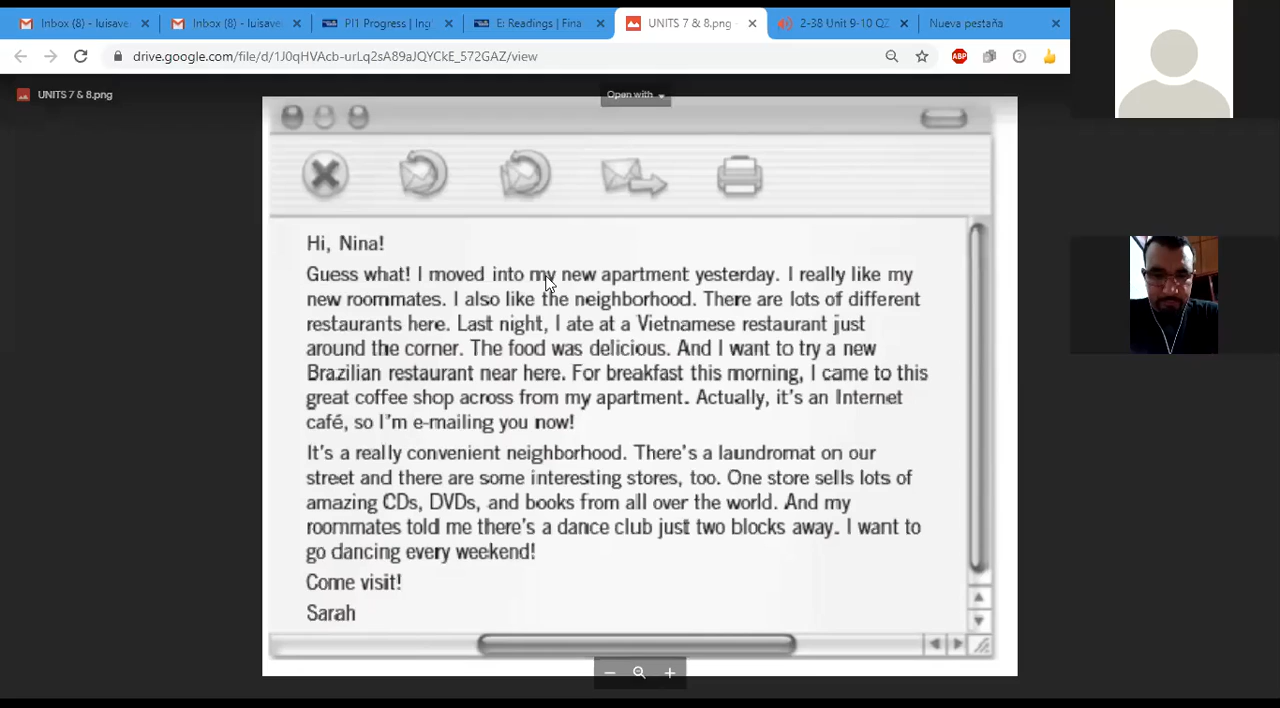 Inbox (8) - luisave
Inbox (8) - luisave
PI1 Progress | Ing
E: Readings | Fina
UNITS 7 & 8.png -
2-38 Unit 9-10 QZ
Nueva pestaña
drive.google.com/file/d/1J0qHVAcb-urLq2sA89aJQYCkE_572GAZ/view
ABP
UNITS 7 & 8.png
Open with
Hi, Nina!
Guess what! I moved into my new apartment yesterday. I really like my
new roommates. I also like the neighborhood. There are lots of different
restaurants here. Last night, I ate at a Vietnamese restaurant just
around the corner. The food was delicious. And I want to try a new
Brazilian restaurant near here. For breakfast this morning, I came to this
great coffee shop across from my apartment. Actually, it's an Internet
café, so I'm e-mailing you now!
It's a really convenient neighborhood. There's a laundromat on our
street and there are some interesting stores, too. One store sells lots of
amazing CDs, DVDs, and books from all over the world. And my
roommates told me there's a dance club just two blocks away. I want to
go dancing every weekend!
Come visit!
Sarah